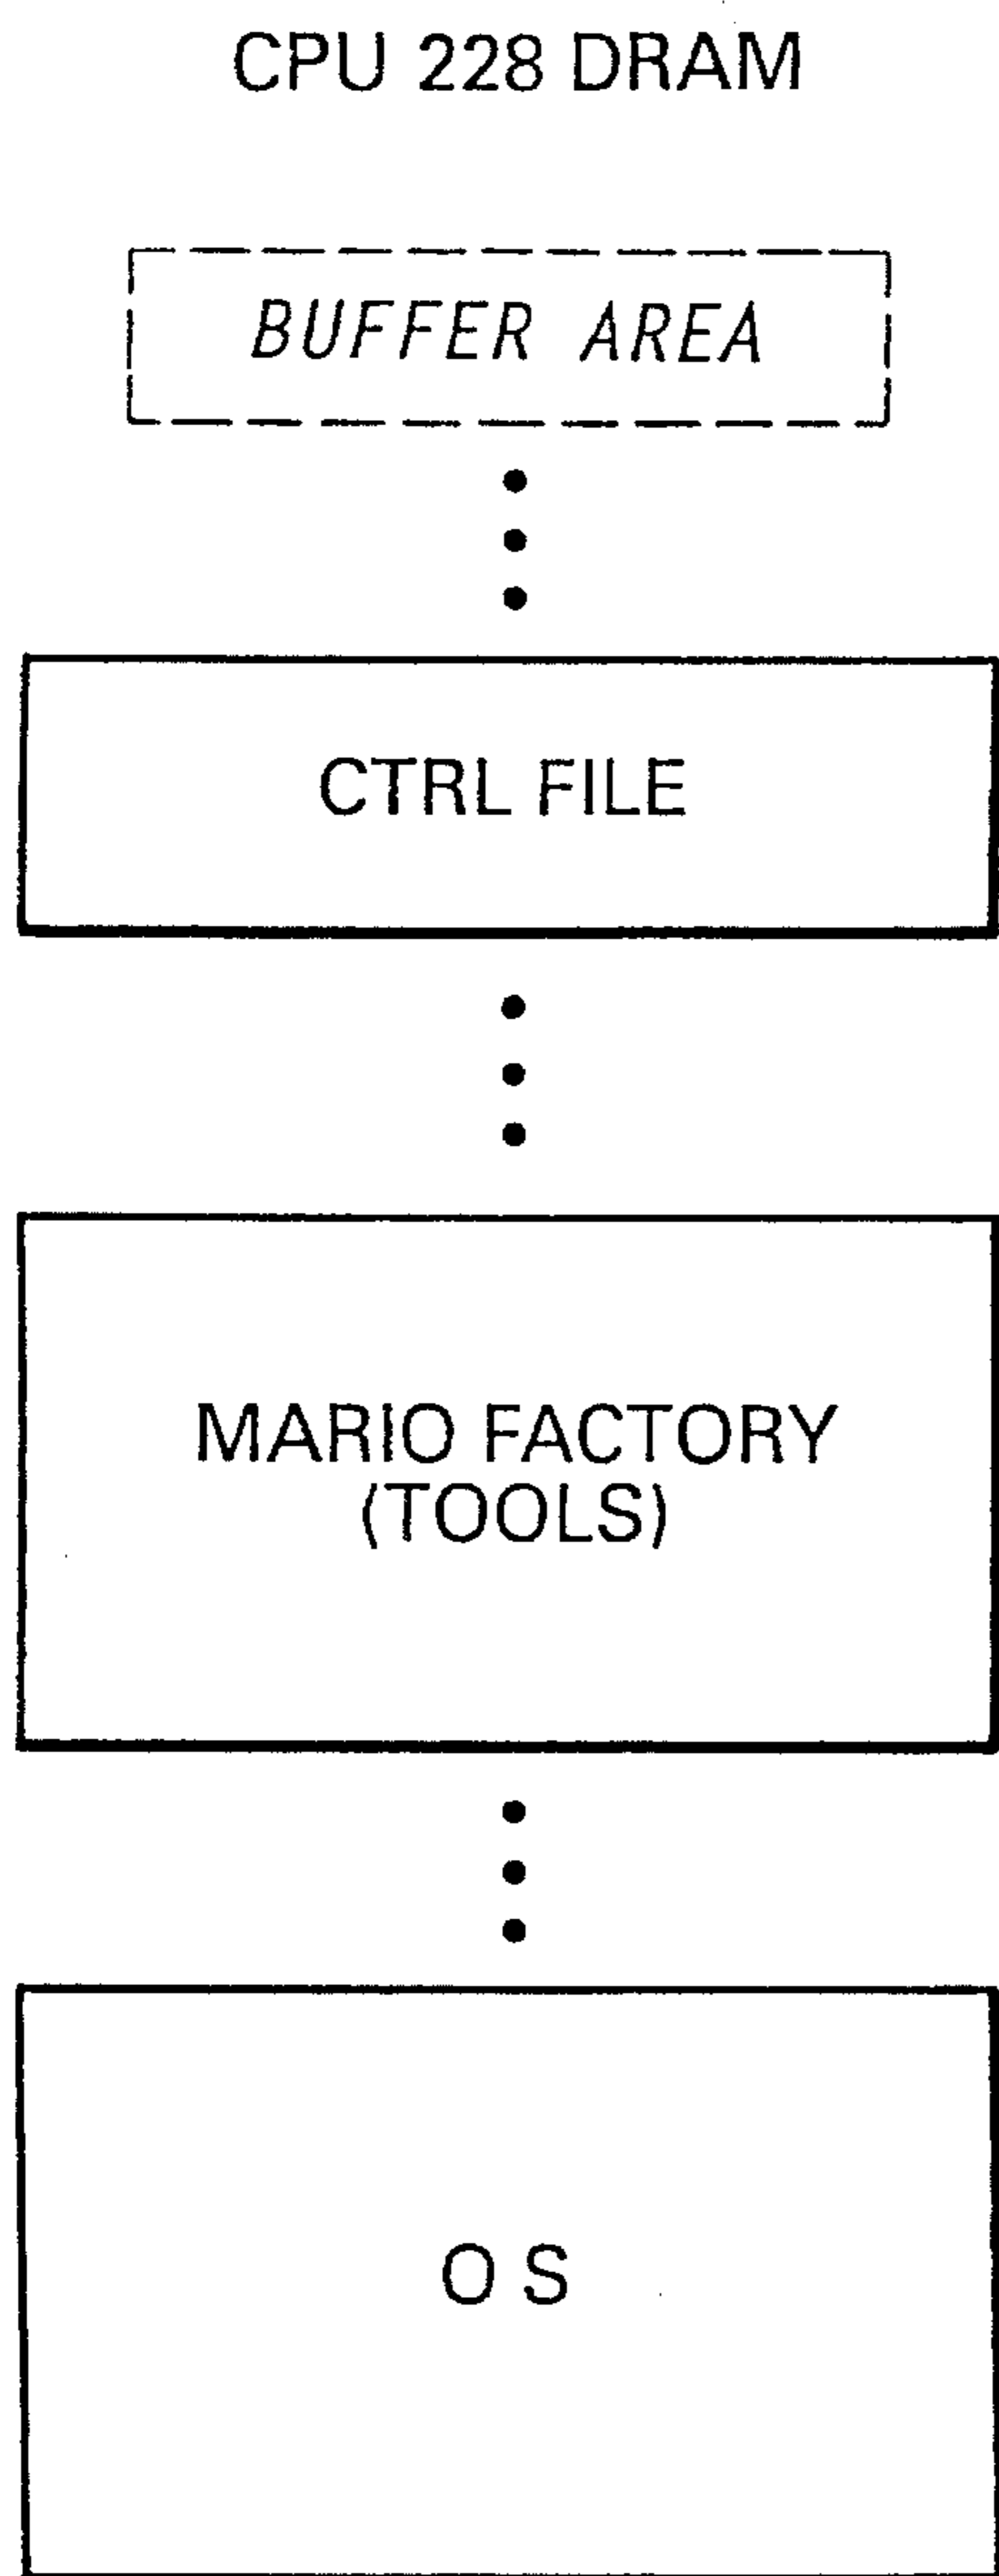 CPU 228 DRAM
BUFFER AREA
CTRL FILE
MARIO FACTORY
(TOOLS)
O S